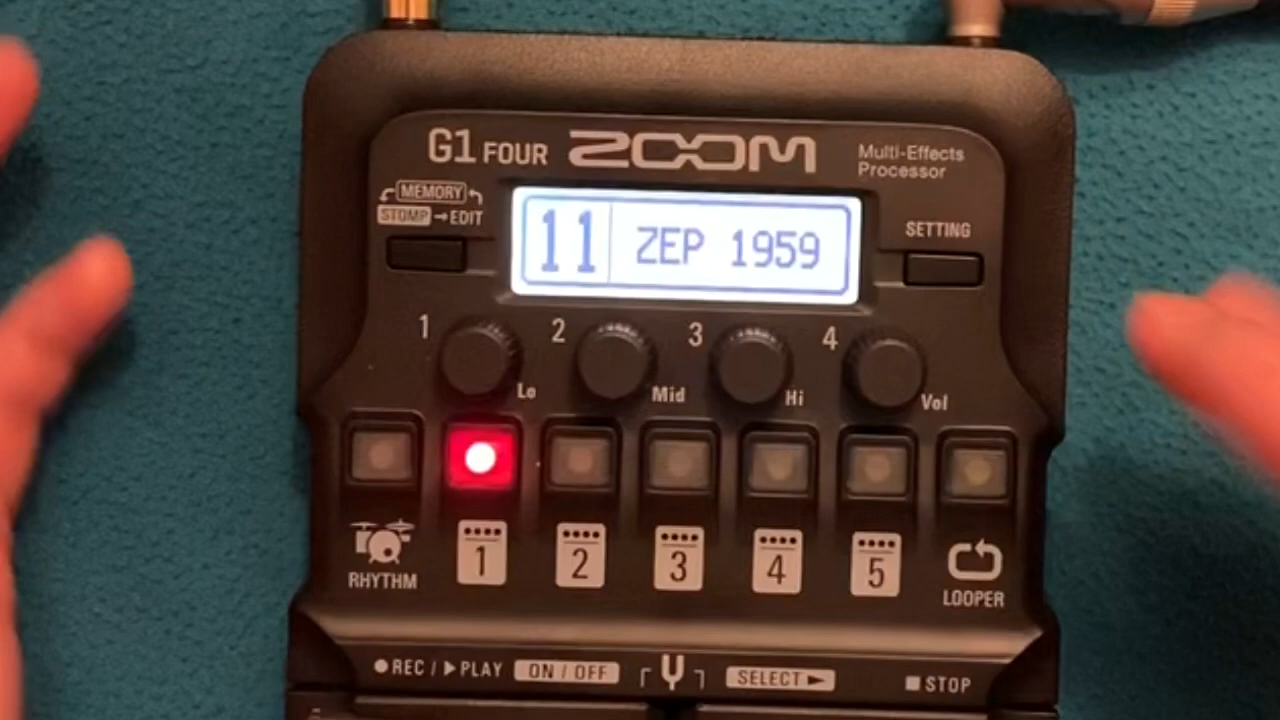 G1 FOUR ZOOM Multi-Effects Processor
MEMORY
STOMP → EDIT
11 ZEP 1959
SETTING
1 2 3 4
Lo Mid Hi Vol
1 2 3 4 5
RHYTHM
LOOPER
REC / PLAY ON / OFF SELECT STOP